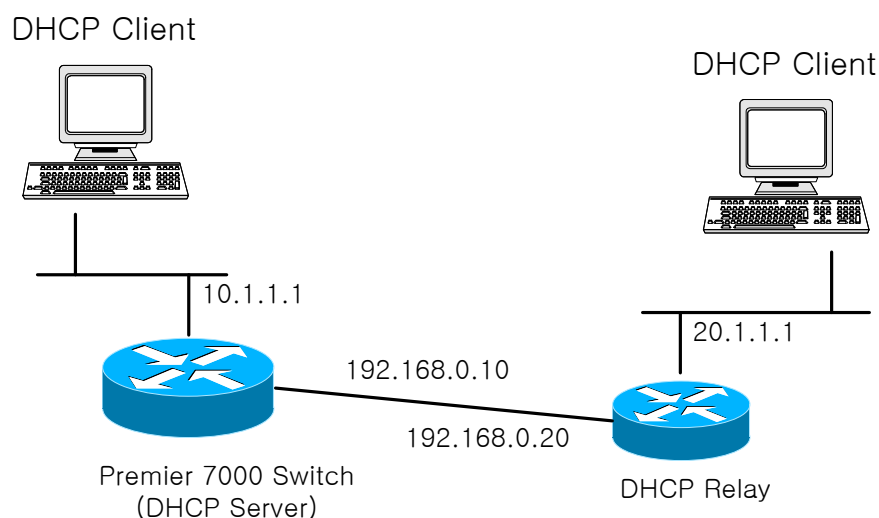 DHCP Client
DHCP Client
10.1.1.1
20.1.1.1
192.168.0.10
192.168.0.20
Premier 7000 Switch
(DHCP Server)
DHCP Relay